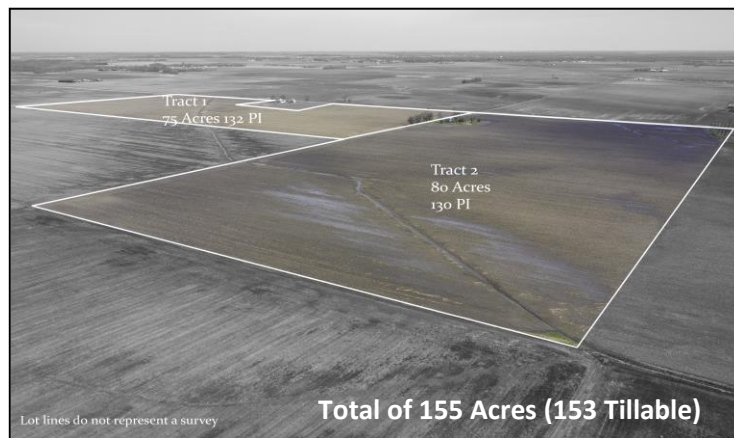 Tract 1
75 Acres 132 PI
Tract 2
80 Acres
130 PI
Lot lines do not represent a survey
Total of 155 Acres (153 Tillable)